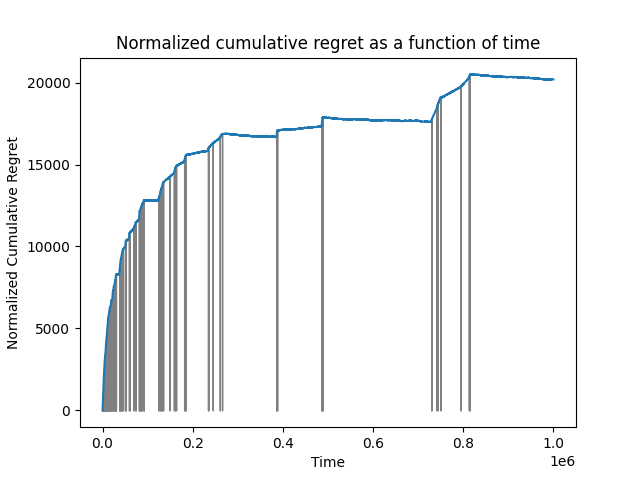 Normalized cumulative regret as a function of time
Normalized Cumulative Regret
20000
15000
10000
5000
0
0.0 0.2 0.4 0.6 0.8 1.0
1e6
Time